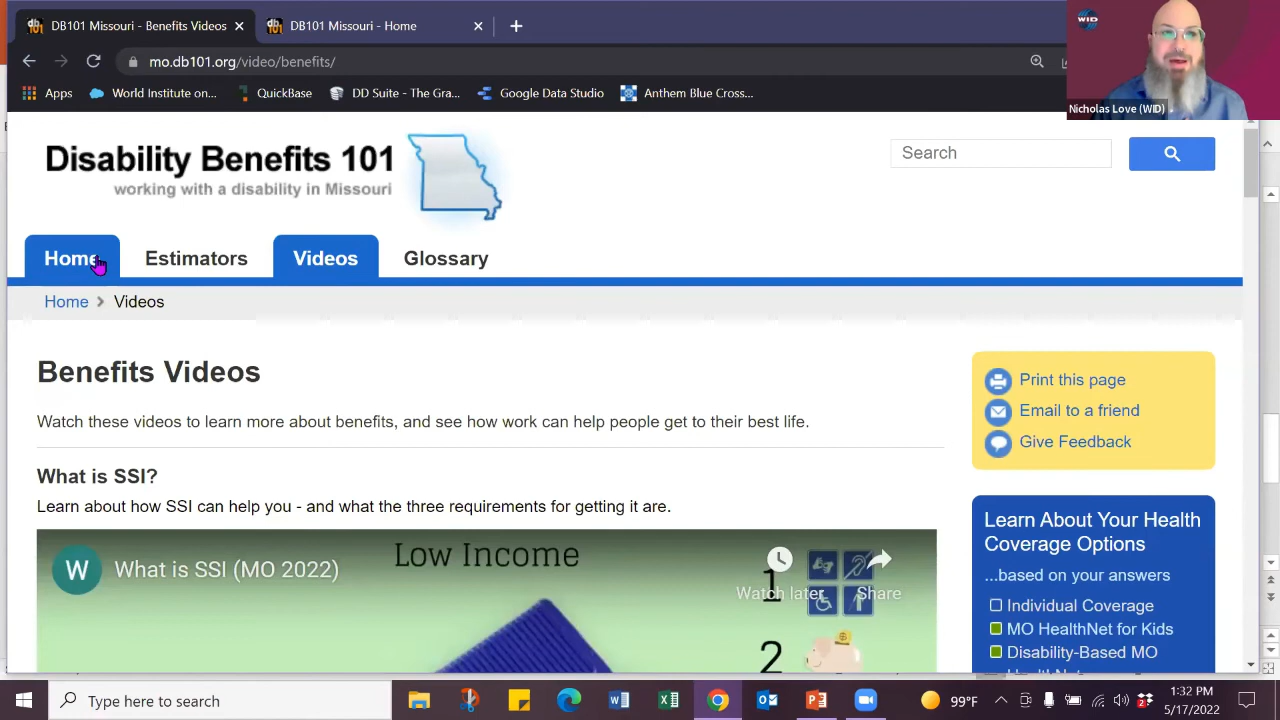 DB101 Missouri - Benefits Videos
DB101 Missouri - Home
mo.db101.org/video/benefits/
Apps
World Institute on...
QuickBase
DD Suite - The Gra...
Google Data Studio
Anthem Blue Cross...
WID
Nicholas Love (WID)
Disability Benefits 101
working with a disability in Missouri
Search
Home
Estimators
Videos
Glossary
Home > Videos
Benefits Videos
Watch these videos to learn more about benefits, and see how work can help people get to their best life.
What is SSI?
Learn about how SSI can help you - and what the three requirements for getting it are.
W
What is SSI (MO 2022)
Low Income
Watch later
Share
1
2
Print this page
Email to a friend
Give Feedback
Learn About Your Health
Coverage Options
...based on your answers
Individual Coverage
MO HealthNet for Kids
Disability-Based MO
Type here to search
99°F
1:32 PM
5/17/2022